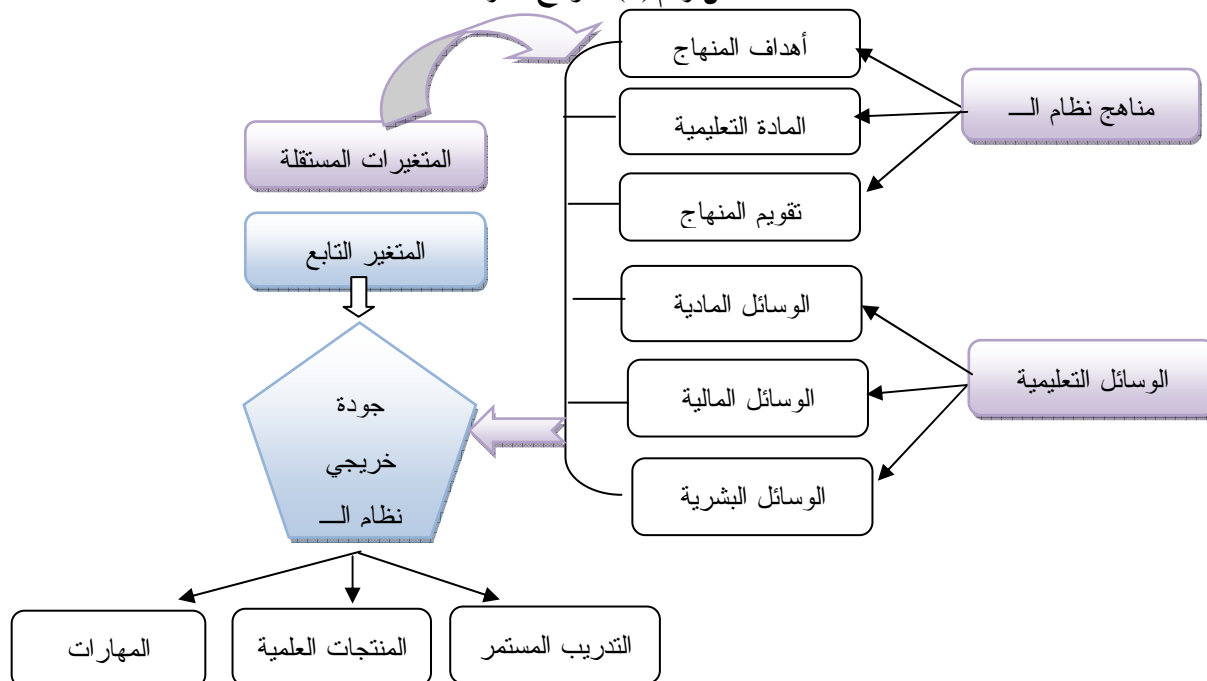 أهداف المنهاج
مناهج نظام الـــ
المادة التعليمية
المتغيرات المستقلة
تقويم المنهاج
المتغير التابع
الوسائل المادية
الوسائل التعليمية
الوسائل المالية
جودة
خريجي
نظام الـــ
الوسائل البشرية
التدريب المستمر
المنتجات العلمية
المهارات